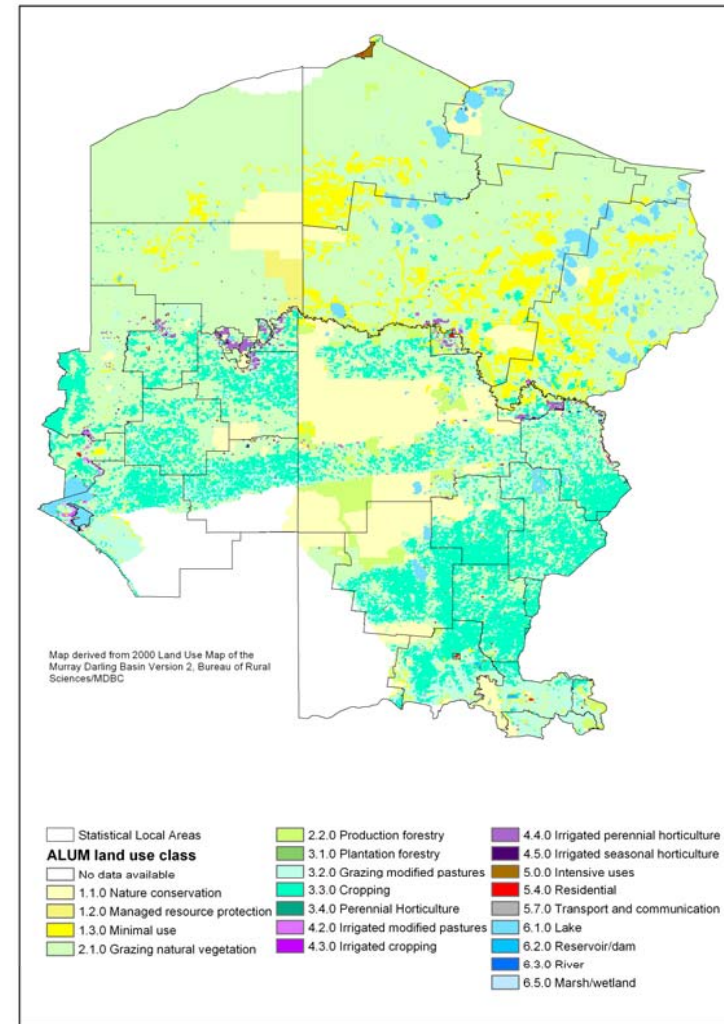 Map derived from 2000 Land Use Map of the
Murray Darling Basin Version 2, Bureau of Rural
Sciences/MDBC
Statistical Local Areas
ALUM land use class
No data available
1.1.0 Nature conservation
1.2.0 Managed resource protection
1.3.0 Minimal use
2.1.0 Grazing natural vegetation
2.2.0 Production forestry
3.1.0 Plantation forestry
3.2.0 Grazing modified pastures
3.3.0 Cropping
3.4.0 Perennial Horticulture
4.2.0 Irrigated modified pastures
4.3.0 Irrigated cropping
4.4.0 Irrigated perennial horticulture
4.5.0 Irrigated seasonal horticulture
5.0.0 Intensive uses
5.4.0 Residential
5.7.0 Transport and communication
6.1.0 Lake
6.2.0 Reservoir/dam
6.3.0 River
6.5.0 Marsh/wetland